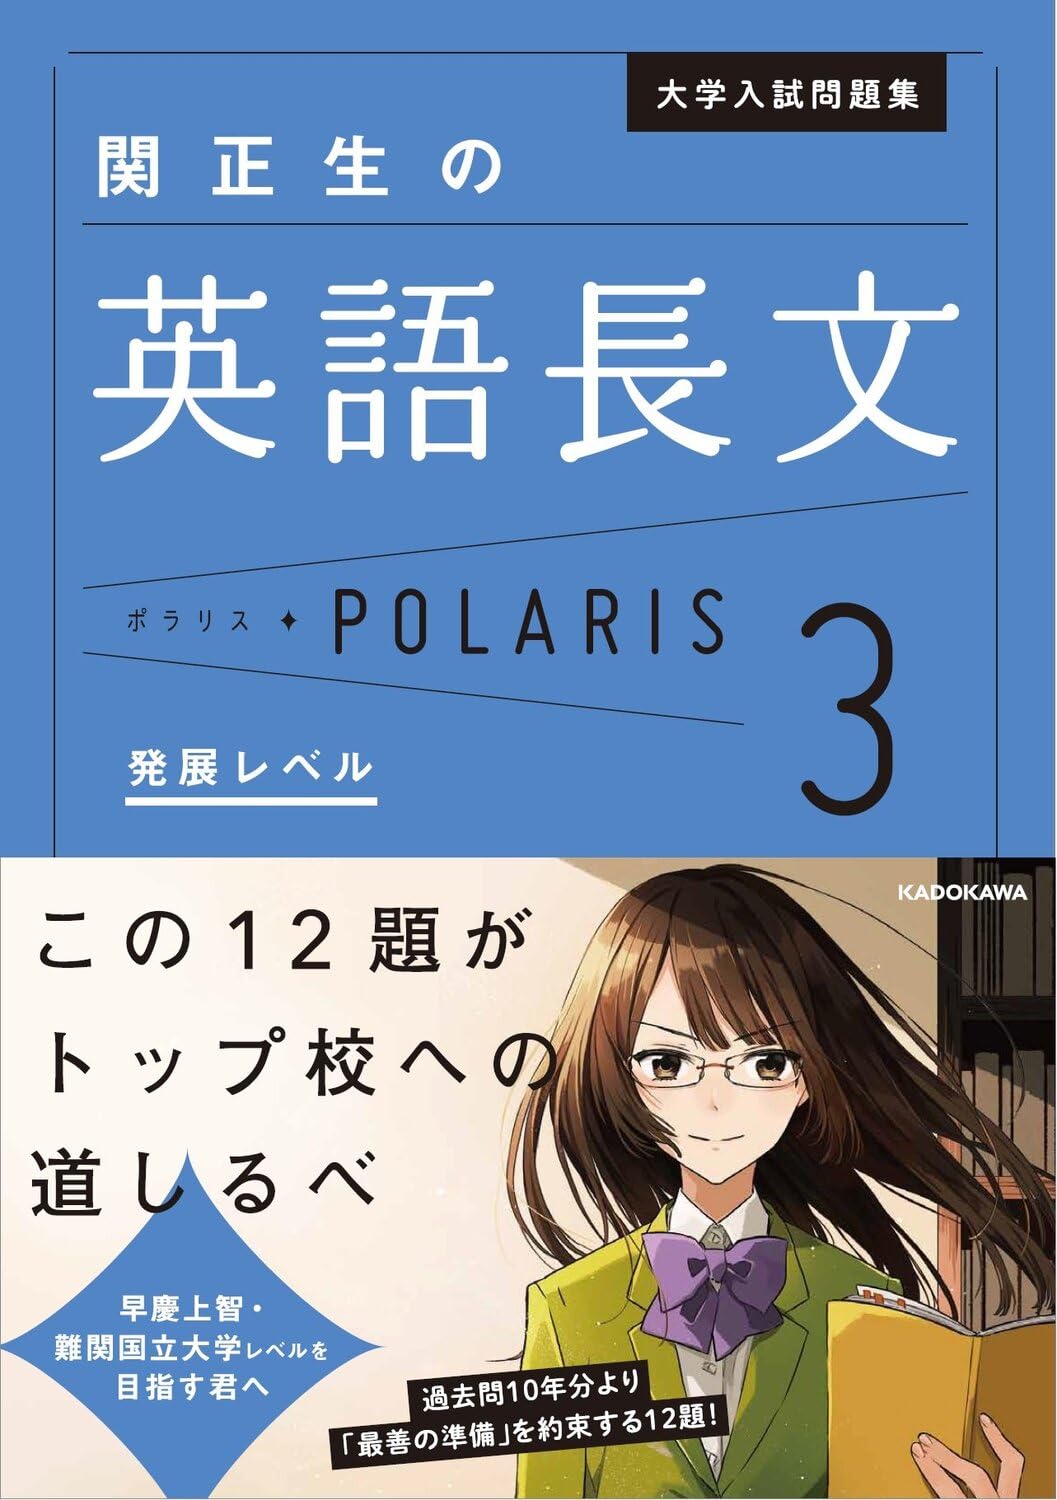 大学入試問題集
関正生の
英語長文
ポラリス✦POLARIS 3
発展レベル
KADOKAWA
この12題が
トップ校への
道しるべ
早慶上智・
難関国立大学レベルを
目指す君へ
過去問10年分より
「最善の準備」を約束する12題!